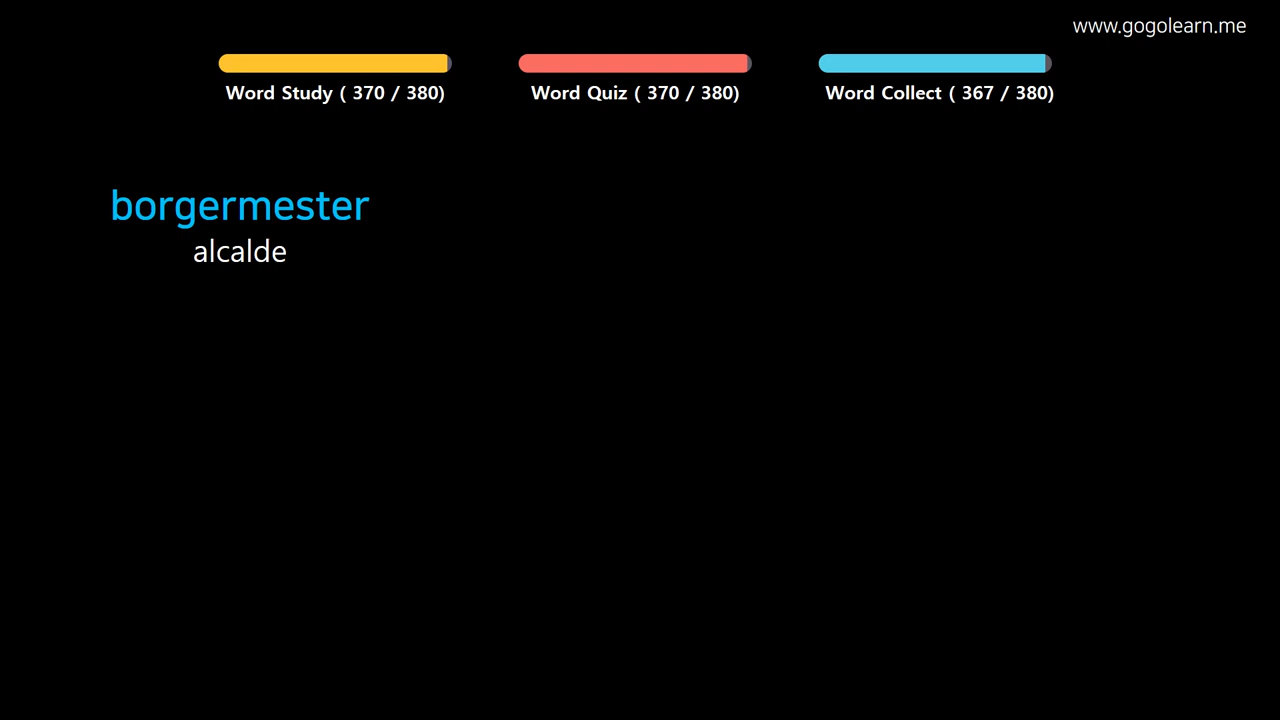 www.gogolearn.me
Word Study ( 370 / 380)
Word Quiz ( 370 / 380)
Word Collect ( 367 / 380)
borgermester
alcalde